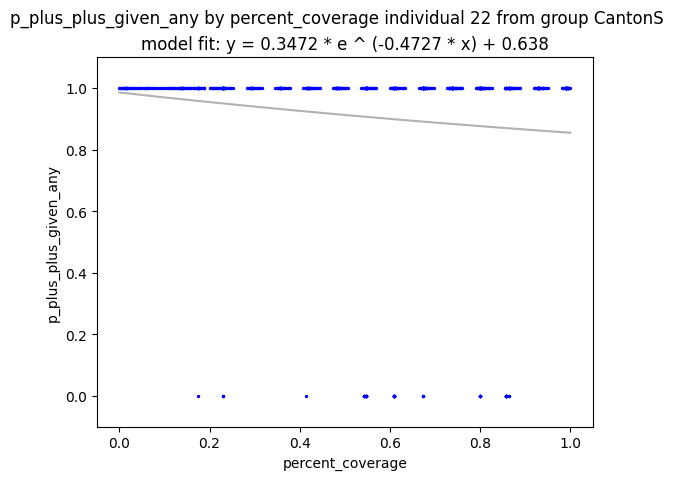 p_plus_plus_given_any by percent_coverage individual 22 from group CantonS
model fit: y = 0.3472 * e ^ (-0.4727 * x) + 0.638
p_plus_plus_given_any
1.0
0.8
0.6
0.4
0.2
0.0
0.0 0.2 0.4 0.6 0.8 1.0
percent_coverage